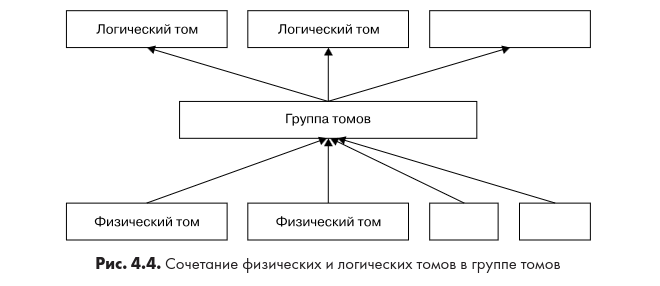 Логический том
Логический том
Группа томов
Физический том
Физический том
Рис. 4.4. Сочетание физических и логических томов в группе томов